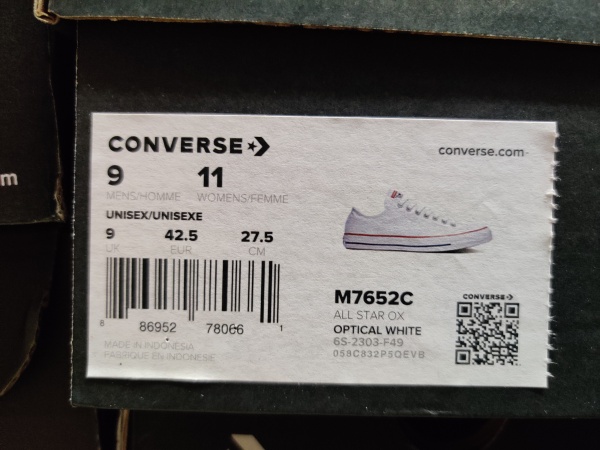 CONVERSE
converse.com
9 11
MENS/HOMME WOMENS/FEMME
UNISEX/UNISEXE
9 42.5 27.5
UK EUR CM
8 86952 78066 1
MADE IN INDONESIA
FABRIQUÉ EN INDONESIE
M7652C
ALL STAR OX
OPTICAL WHITE
6S-2303-F49
058C832P5QEVB
CONVERSE
m